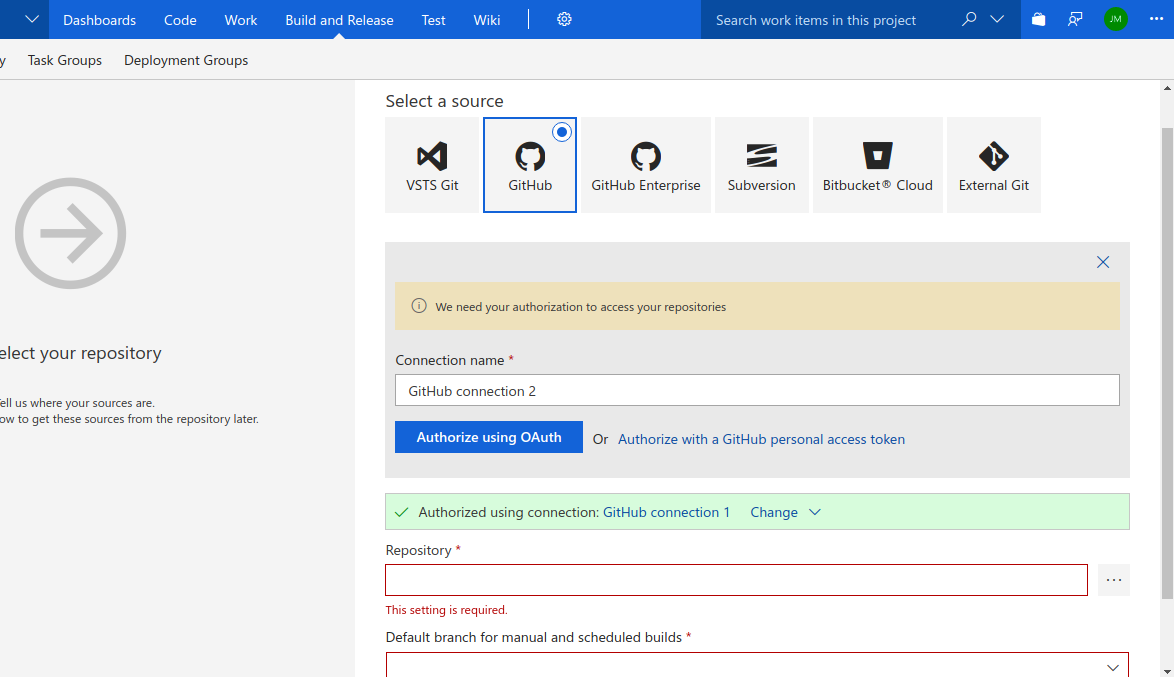 Dashboards Code Work Build and Release Test Wiki Search work items in this project JM
y Task Groups Deployment Groups
Select a source
VSTS Git GitHub GitHub Enterprise Subversion Bitbucket® Cloud External Git
We need your authorization to access your repositories
Connection name *
GitHub connection 2
Authorize using OAuth Or Authorize with a GitHub personal access token
elect your repository
ell us where your sources are.
ow to get these sources from the repository later.
Authorized using connection: GitHub connection 1 Change
Repository *
...
This setting is required.
Default branch for manual and scheduled builds *